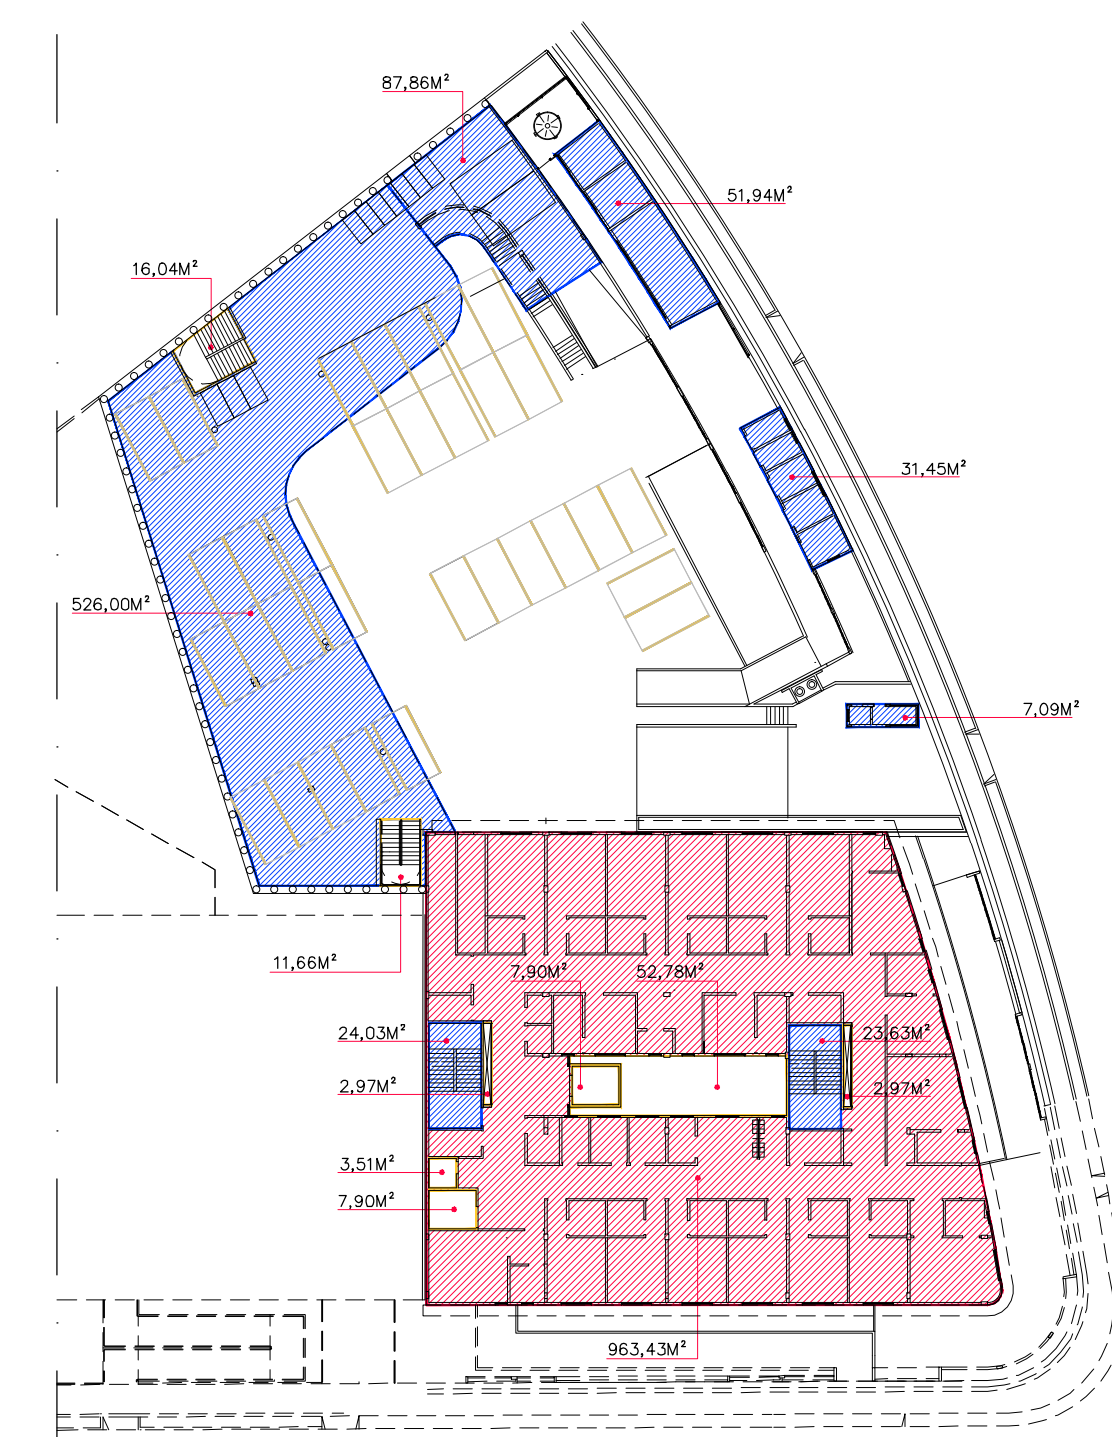 87,86M²
51,94M²
16,04M²
31,45M²
526,00M²
7,09M²
11,66M²
7,90M²
52,78M²
24,03M²
23,63M²
2,97M²
2,97M²
3,51M²
7,90M²
963,43M²